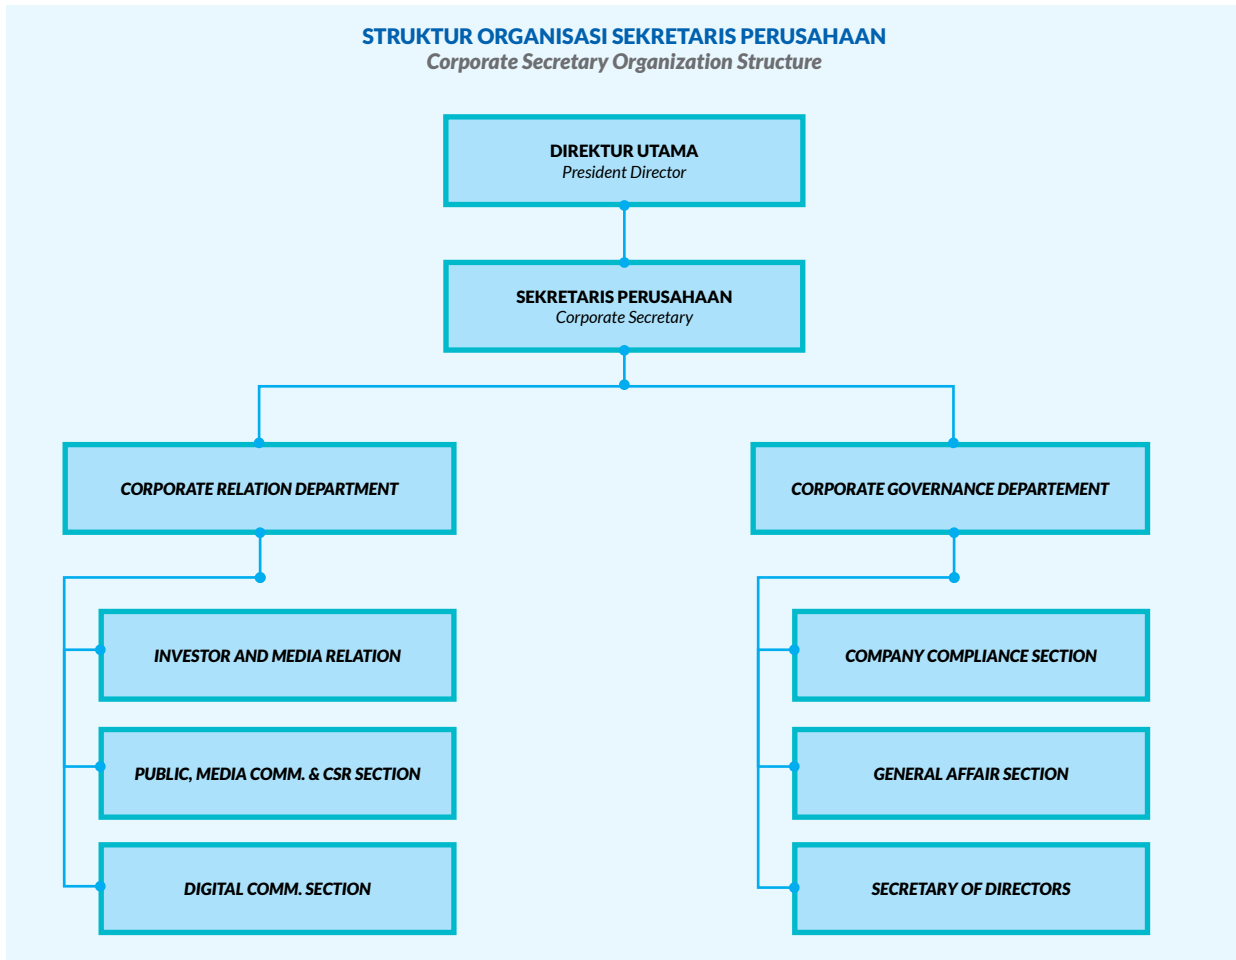 STRUKTUR ORGANISASI SEKRETARIS PERUSAHAAN
Corporate Secretary Organization Structure
DIREKTUR UTAMA
President Director
SEKRETARIS PERUSAHAAN
Corporate Secretary
CORPORATE RELATION DEPARTMENT
CORPORATE GOVERNANCE DEPARTEMENT
INVESTOR AND MEDIA RELATION
COMPANY COMPLIANCE SECTION
PUBLIC, MEDIA COMM. & CSR SECTION
GENERAL AFFAIR SECTION
DIGITAL COMM. SECTION
SECRETARY OF DIRECTORS